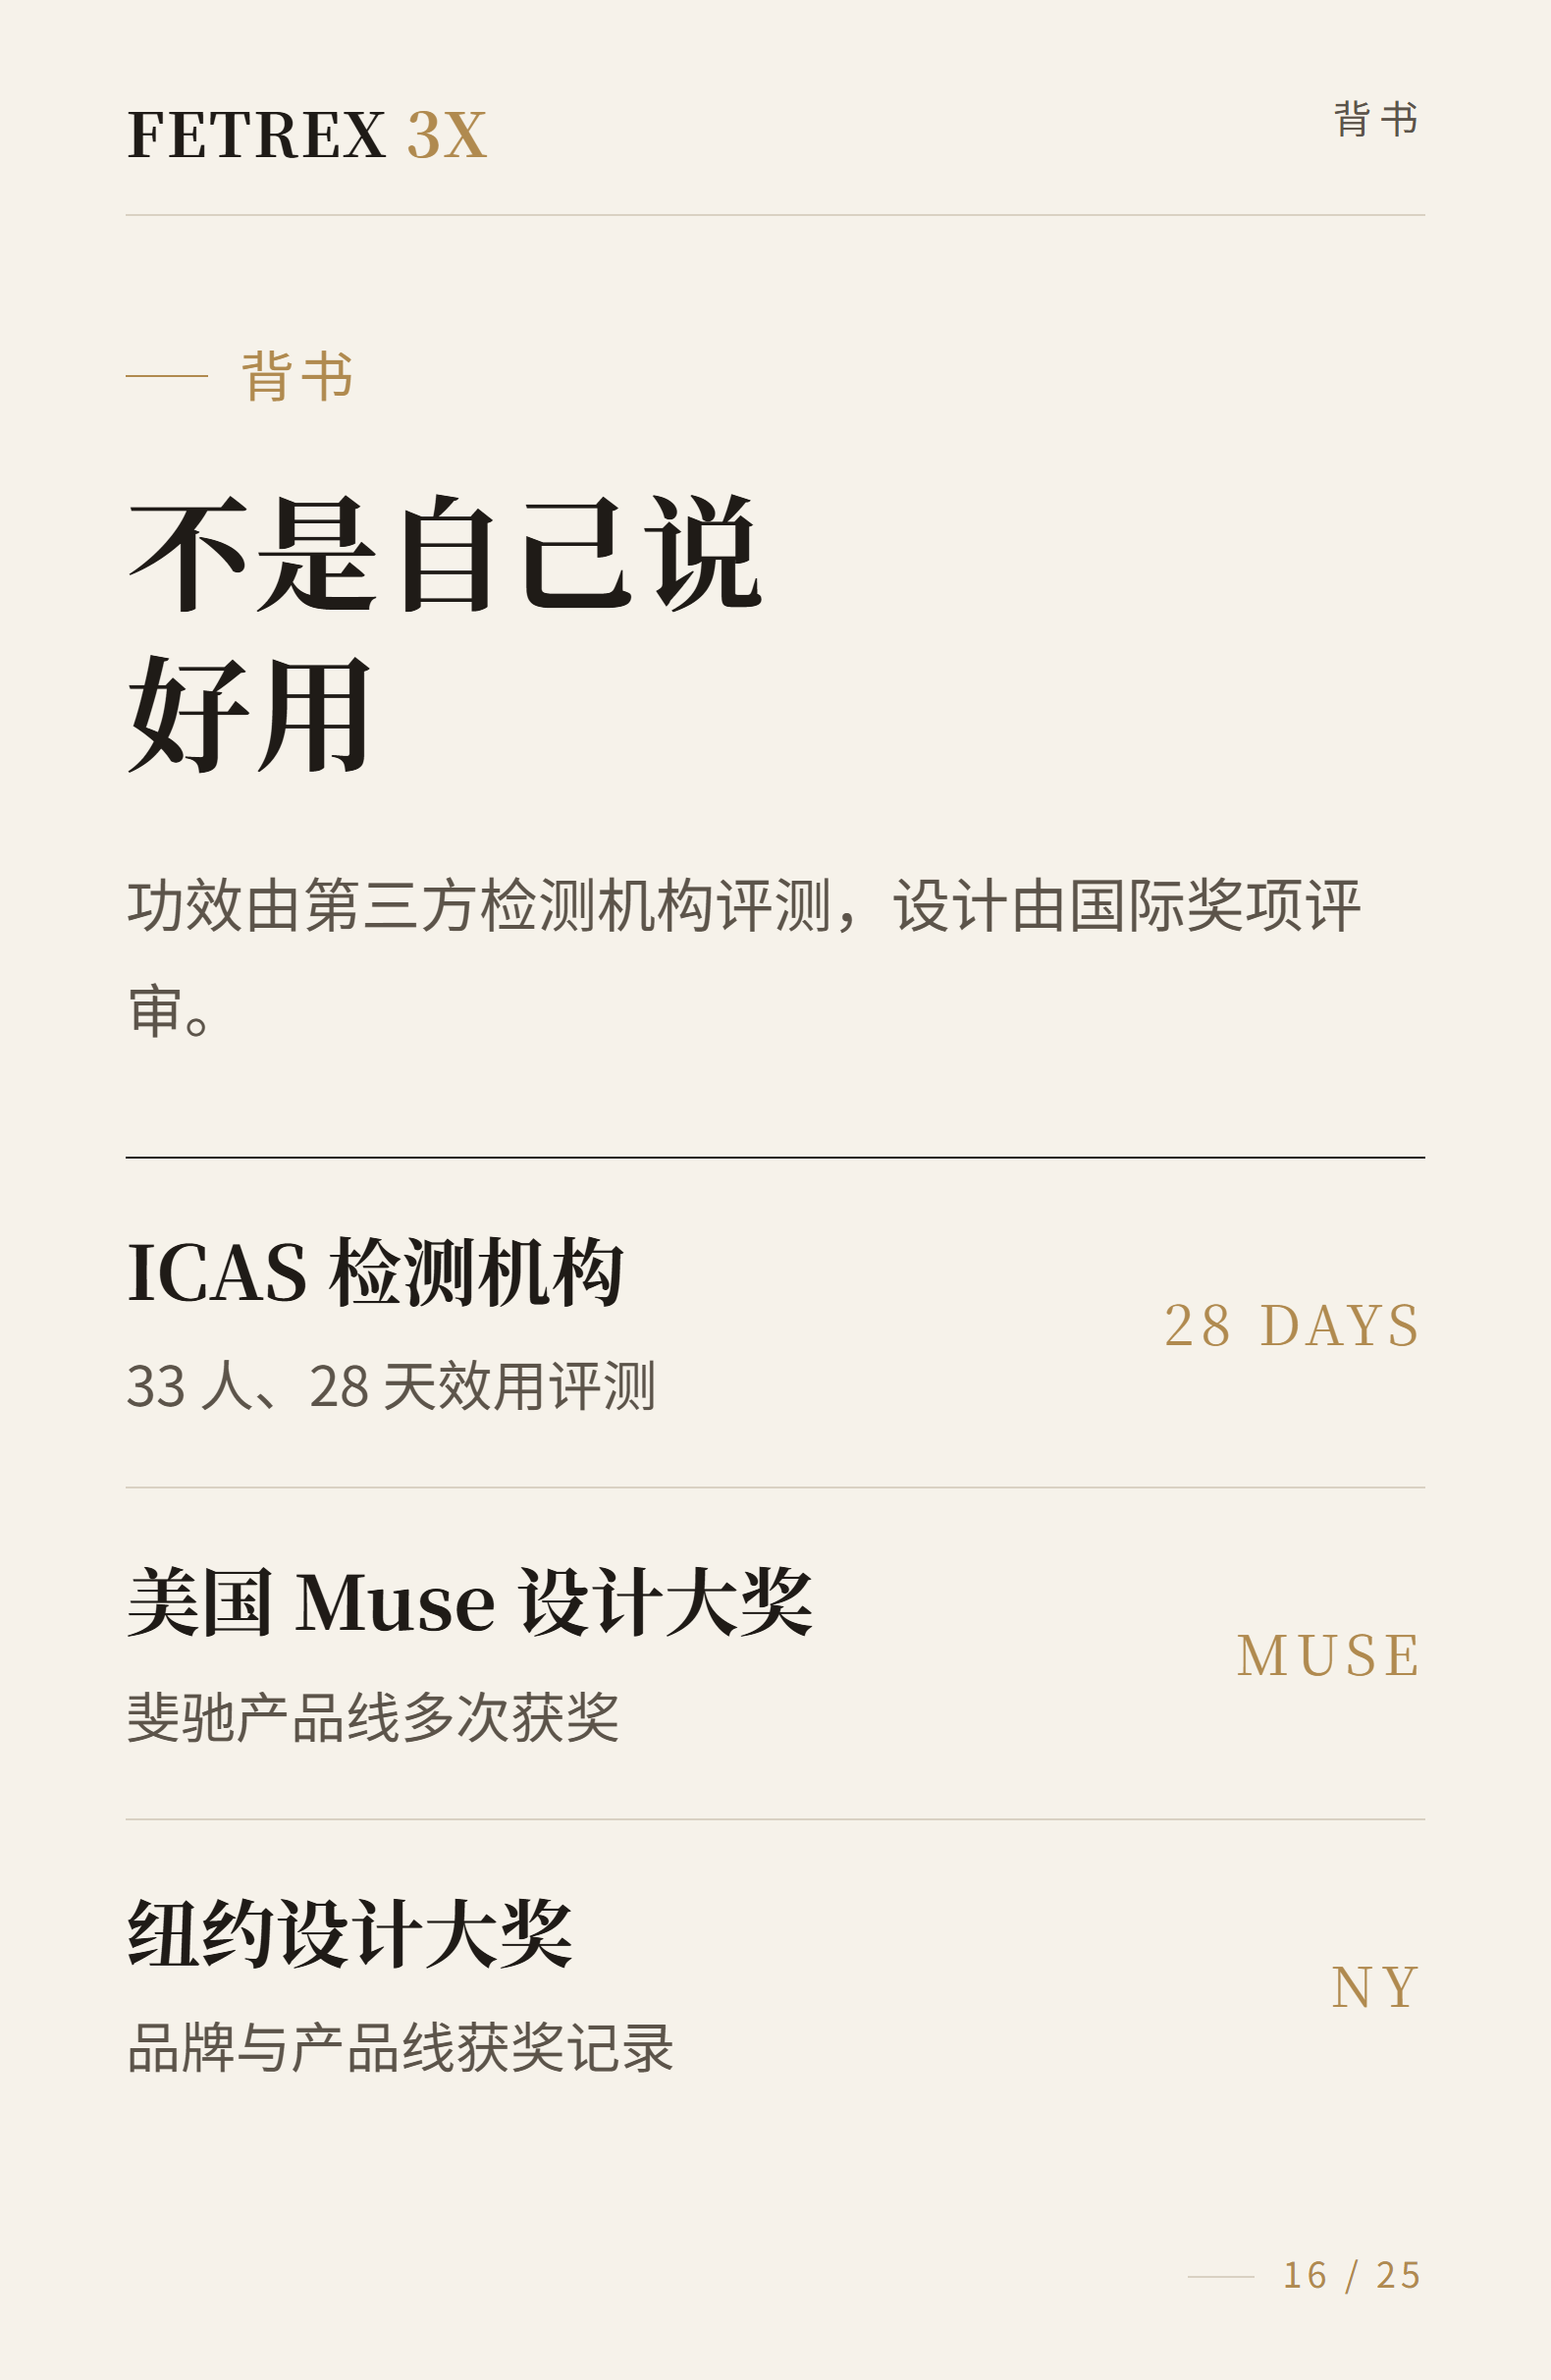 FETREX 3X
背书
背书
不是自己说
好用
功效由第三方检测机构评测，设计由国际奖项评
审。
ICAS 检测机构
28 DAYS
33 人、28 天效用评测
美国 Muse 设计大奖
MUSE
斐驰产品线多次获奖
纽约设计大奖
NY
品牌与产品线获奖记录
16 / 25